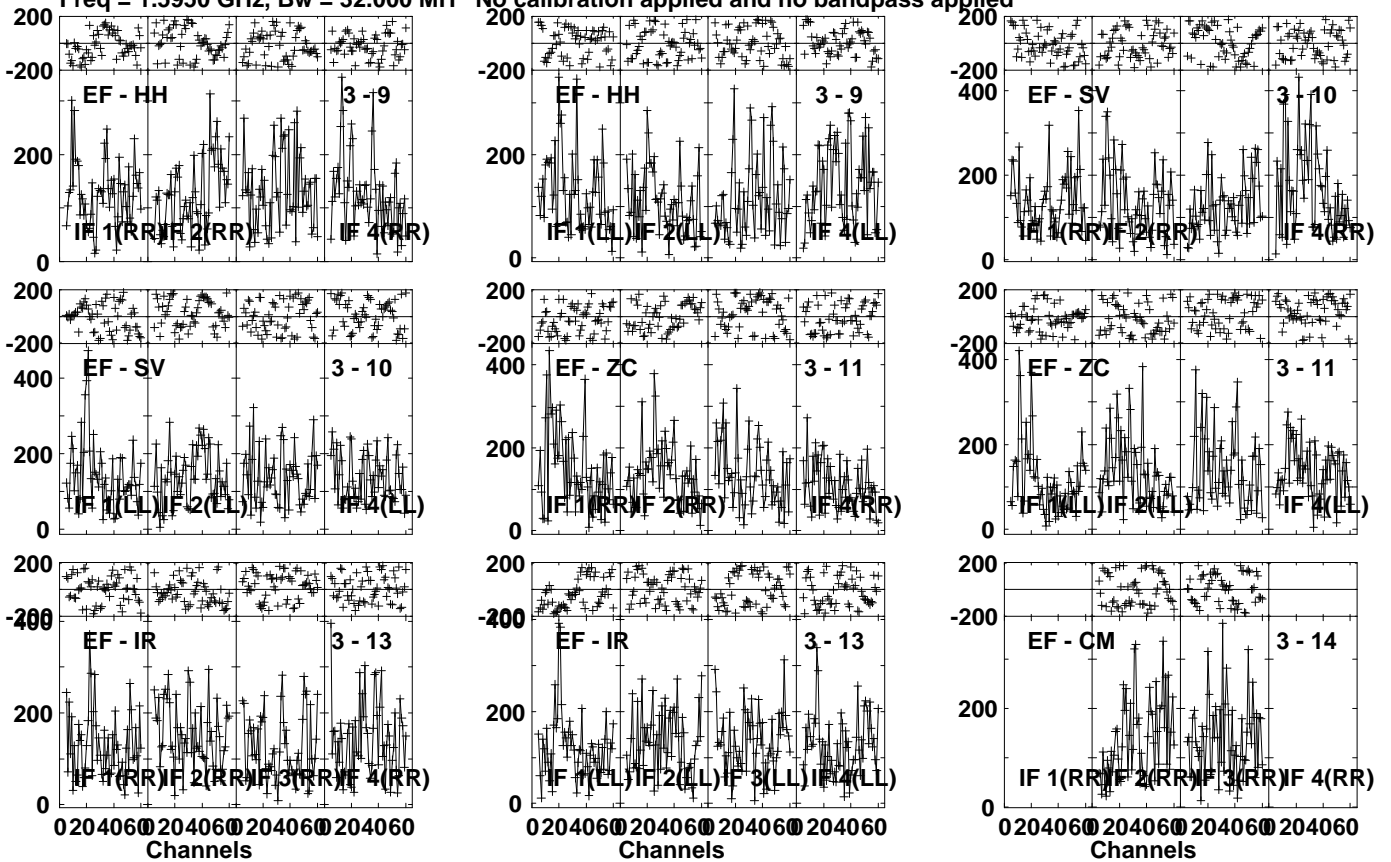 Freq = 1.5950 GHz, Bw = 32.000 MH No calibration applied and no bandpass applied
200
-200
EF - HH 3 - 9
200
0
IF 1(RR) IF 2(RR) IF 4(RR)
200
-200
EF - HH 3 - 9
200
0
IF 1(LL) IF 2(LL) IF 4(LL)
200
-200
400
EF - SV 3 - 10
200
0
IF 1(RR) IF 2(RR) IF 4(RR)
200
-200
EF - SV 3 - 10
400
200
0
IF 1(LL) IF 2(LL) IF 4(LL)
200
-200
EF - ZC 3 - 11
400
200
0
IF 1(RR) IF 2(RR) IF 4(RR)
200
-200
400
EF - ZC 3 - 11
200
0
IF 1(LL) IF 2(LL) IF 4(LL)
200
-200
400
EF - IR 3 - 13
200
0
IF 1(RR) IF 2(RR) IF 3(RR) IF 4(RR)
0 20 40 60 0 20 40 60 0 20 40 60 0 20 40 60
Channels
200
-200
400
EF - IR 3 - 13
200
0
IF 1(LL) IF 2(LL) IF 3(LL) IF 4(LL)
0 20 40 60 0 20 40 60 0 20 40 60 0 20 40 60
Channels
200
-200
EF - CM 3 - 14
200
0
IF 1(RR) IF 2(RR) IF 3(RR) IF 4(RR)
0 20 40 60 0 20 40 60 0 20 40 60 0 20 40 60
Channels